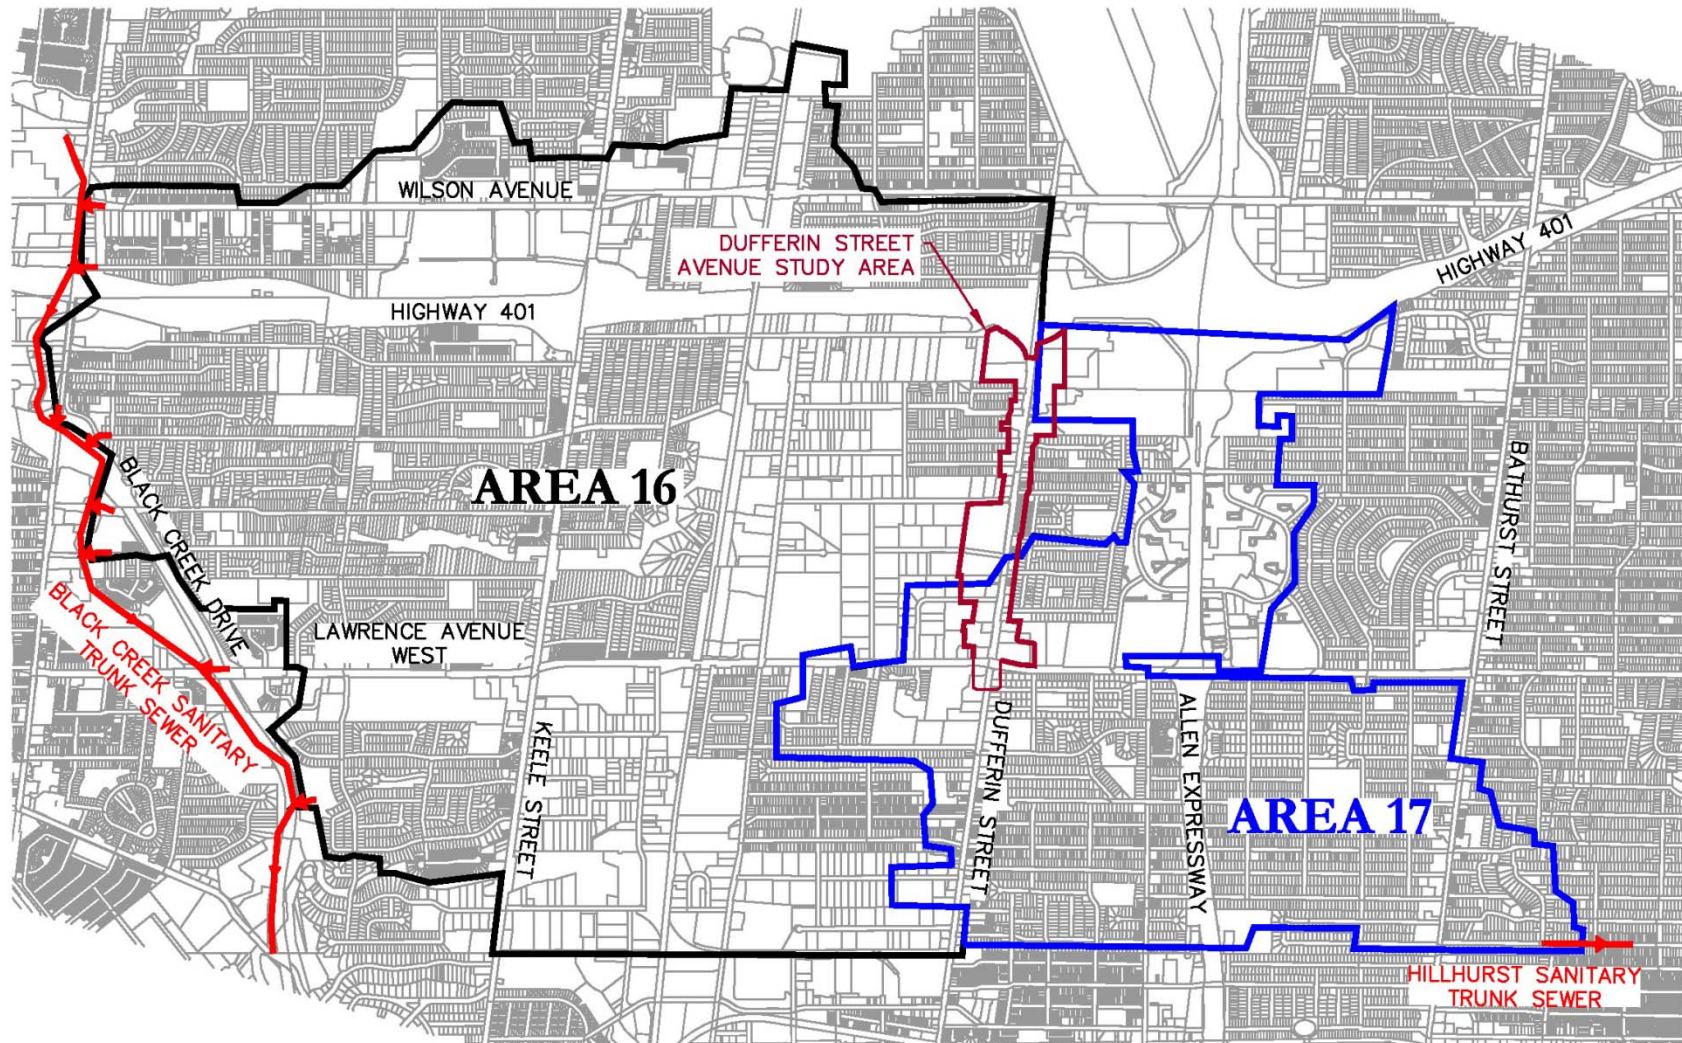 WILSON AVENUE
DUFFERIN STREET
AVENUE STUDY AREA
HIGHWAY 401
HIGHWAY 401
BATHURST STREET
AREA 16
BLACK CREEK DRIVE
BLACK CREEK SANITARY
TRUNK SEWER
LAWRENCE AVENUE
WEST
KEELE STREET
DUFFERIN STREET
ALLEN EXPRESSWAY
AREA 17
HILLHURST SANITARY
TRUNK SEWER